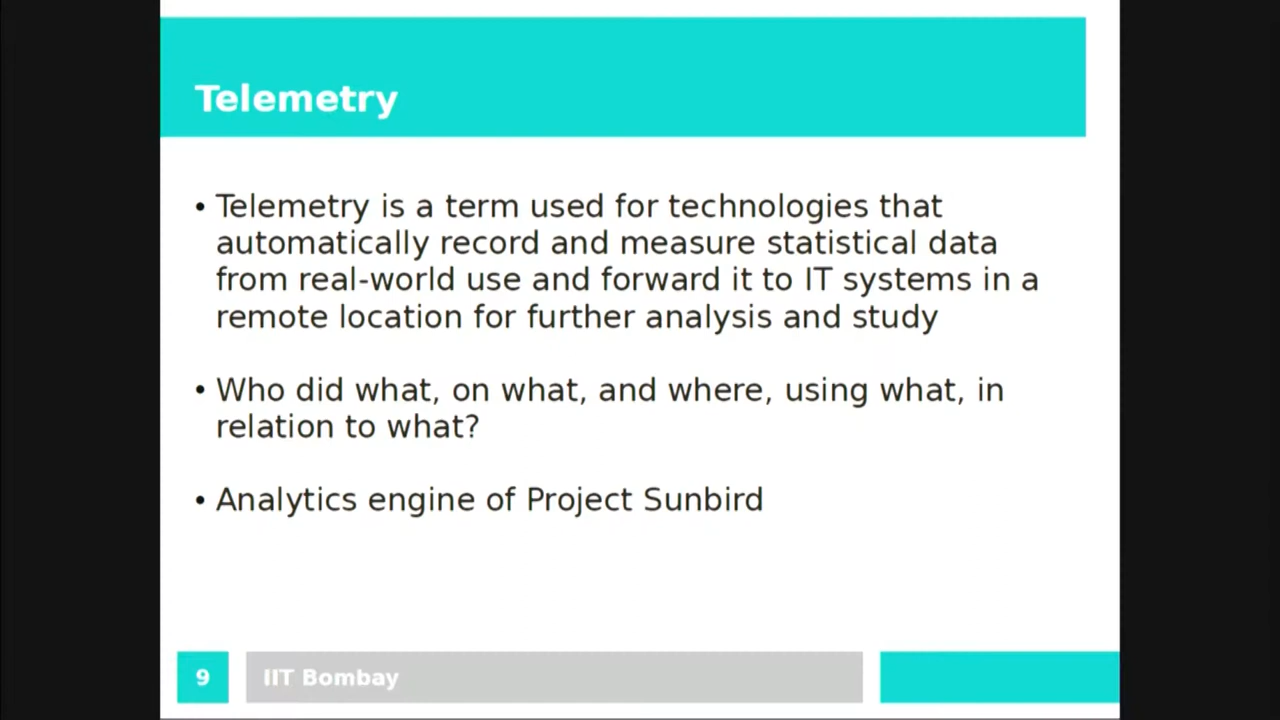 Telemetry
• Telemetry is a term used for technologies that
automatically record and measure statistical data
from real-world use and forward it to IT systems in a
remote location for further analysis and study
• Who did what, on what, and where, using what, in
relation to what?
• Analytics engine of Project Sunbird
9
IIT Bombay